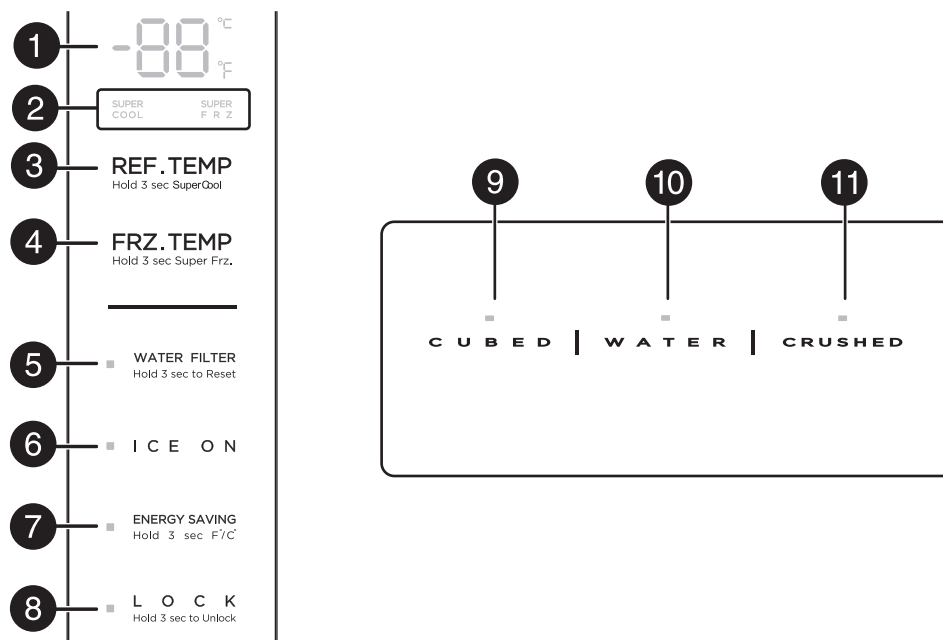 1
-88 °C
°F
2
SUPER COOL
SUPER FRZ
3
REF.TEMP
Hold 3 sec SuperCool
4
FRZ.TEMP
Hold 3 sec Super Frz.
5
WATER FILTER
Hold 3 sec to Reset
6
ICE ON
7
ENERGY SAVING
Hold 3 sec F°/C°
8
LOCK
Hold 3 sec to Unlock
9
10
11
CUBED | WATER | CRUSHED